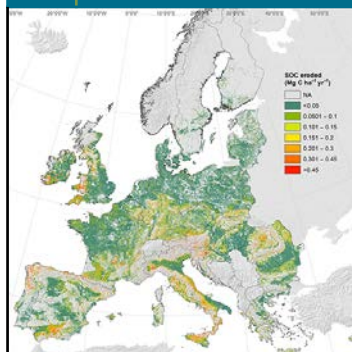 SOC eroded
(Mg C ha⁻¹ yr⁻¹)
NA
<0.05
0.0501 – 0.1
0.101 – 0.15
0.151 – 0.2
0.201 – 0.3
0.301 – 0.45
>0.45